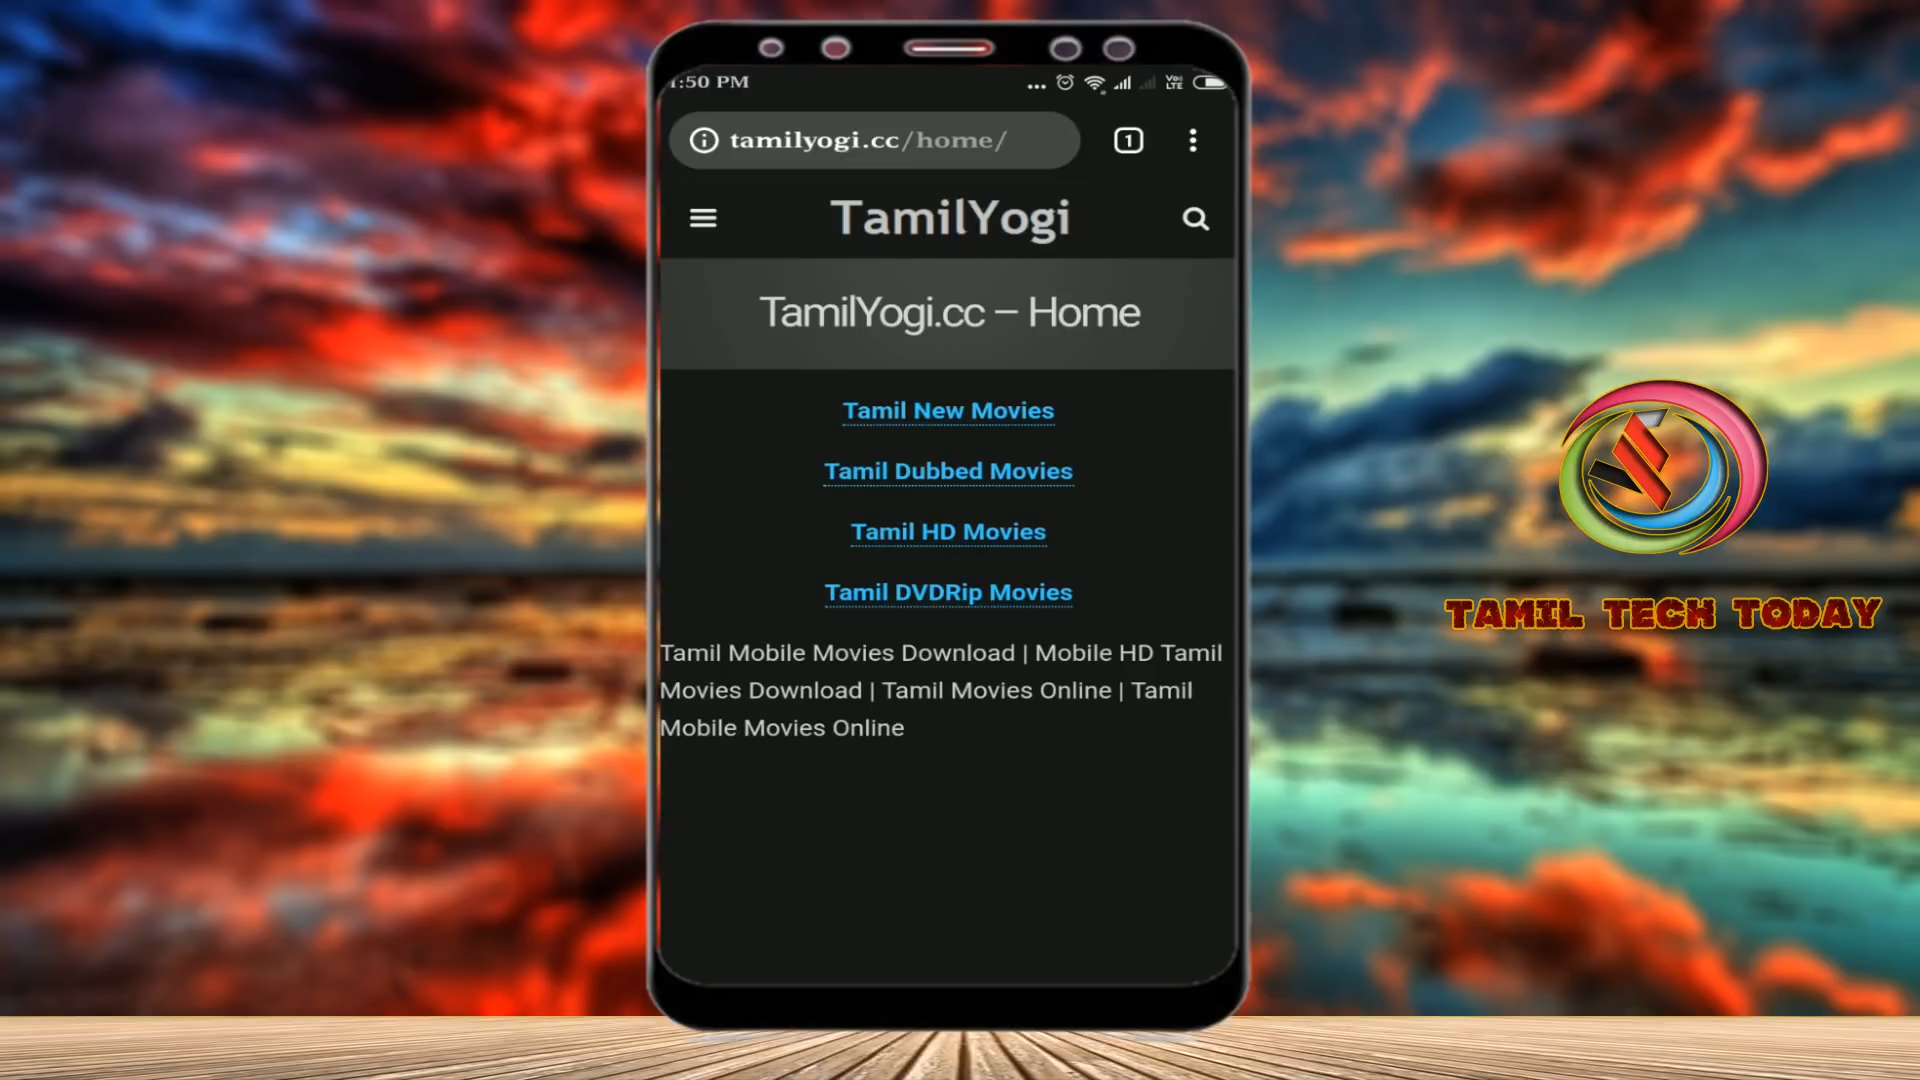 :50 PM
Vo
LTE
tamilyogi.cc/home/
1
TamilYogi
TamilYogi.cc – Home
Tamil New Movies
Tamil Dubbed Movies
Tamil HD Movies
Tamil DVDRip Movies
Tamil Mobile Movies Download | Mobile HD Tamil
Movies Download | Tamil Movies Online | Tamil
Mobile Movies Online
TAMIL TECH TODAY